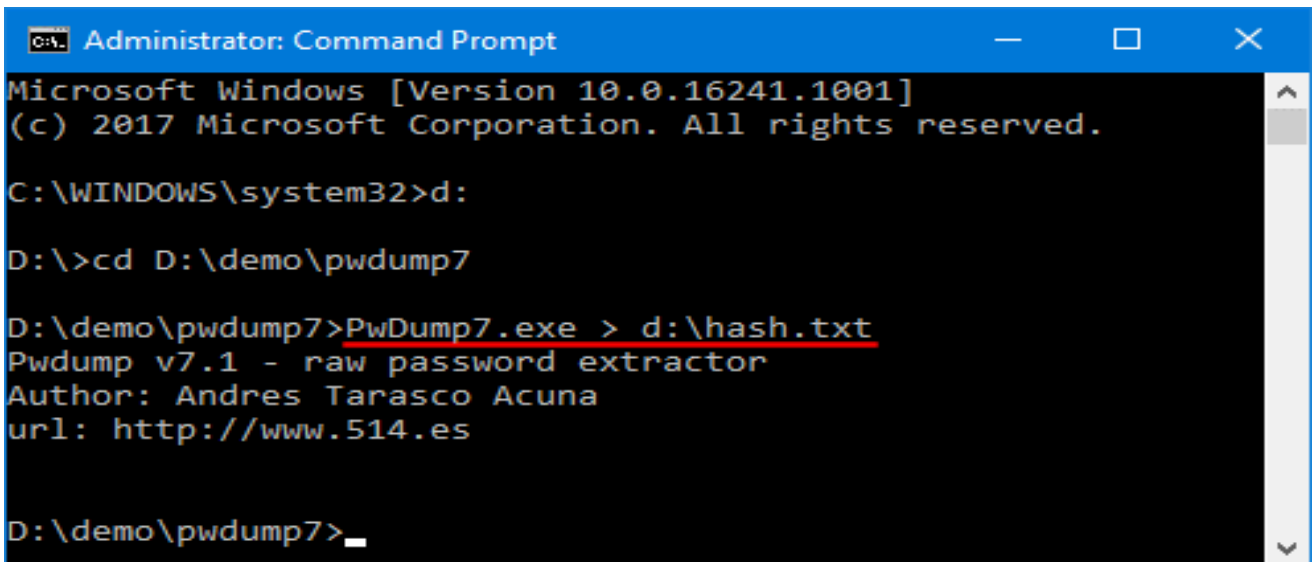 Administrator: Command Prompt
Microsoft Windows [Version 10.0.16241.1001]
(c) 2017 Microsoft Corporation. All rights reserved.
C:\WINDOWS\system32>d:
D:\>cd D:\demo\pwdump7
D:\demo\pwdump7>PwDump7.exe > d:\hash.txt
Pwdump v7.1 - raw password extractor
Author: Andres Tarasco Acuna
url: http://www.514.es
D:\demo\pwdump7>